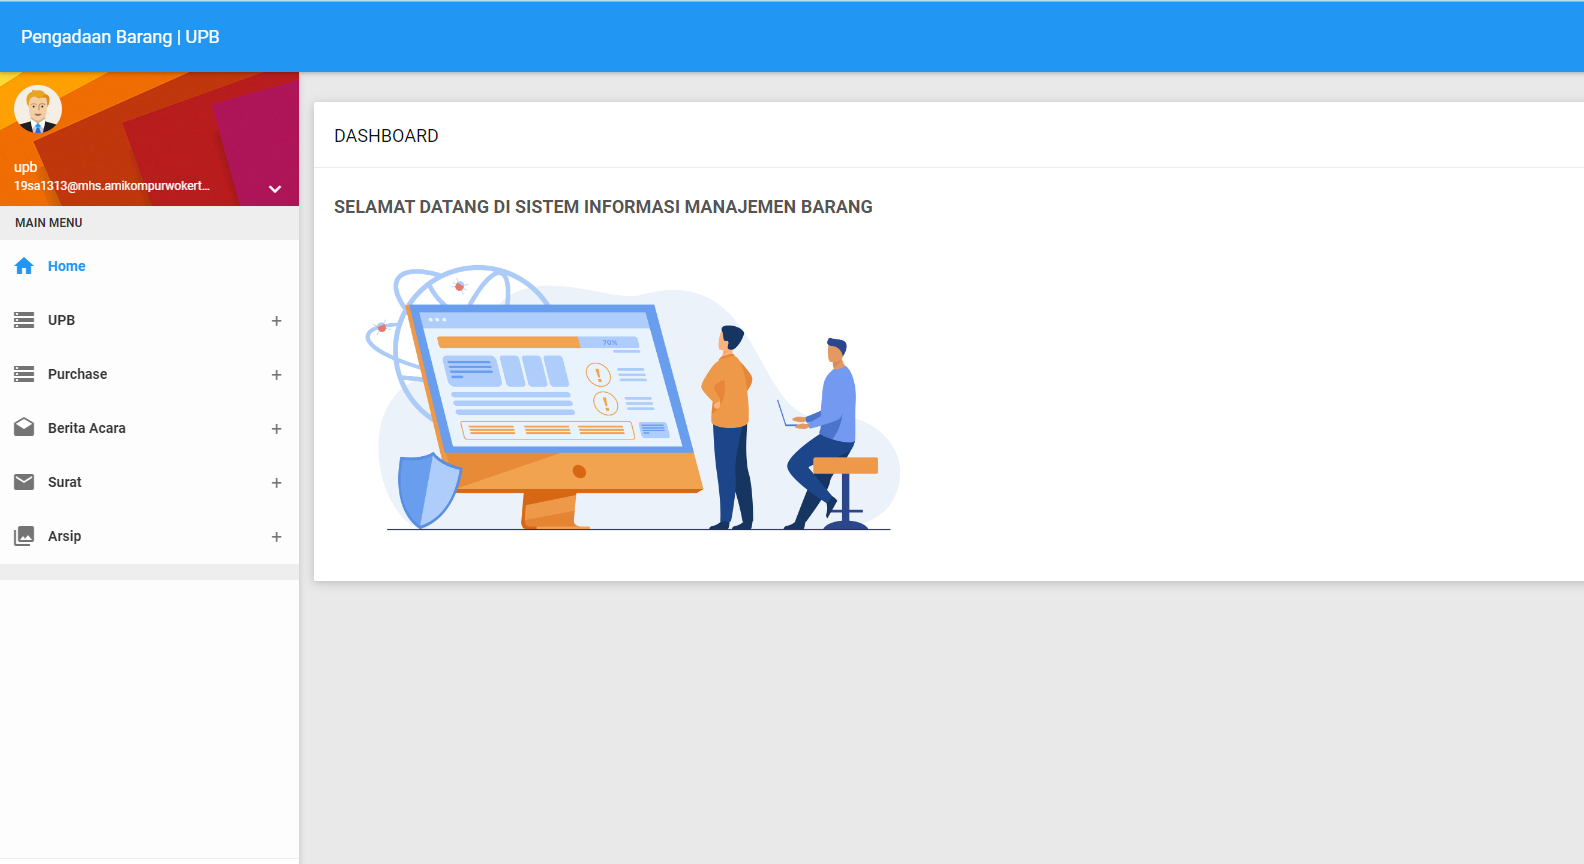 Pengadaan Barang | UPB
upb
19sa1313@mhs.amikompurwokert...
MAIN MENU
Home
UPB
Purchase
Berita Acara
Surat
Arsip
DASHBOARD
SELAMAT DATANG DI SISTEM INFORMASI MANAJEMEN BARANG
70%